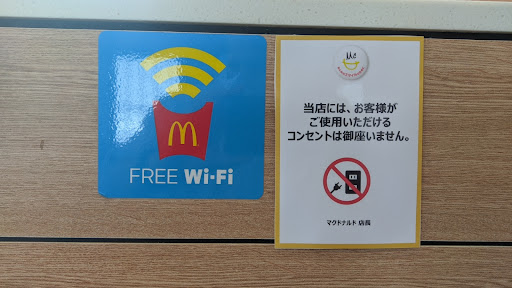 FREE Wi-Fi
当店には、お客様が
ご使用いただける
コンセントは御座いません。
マクドナルド 店長